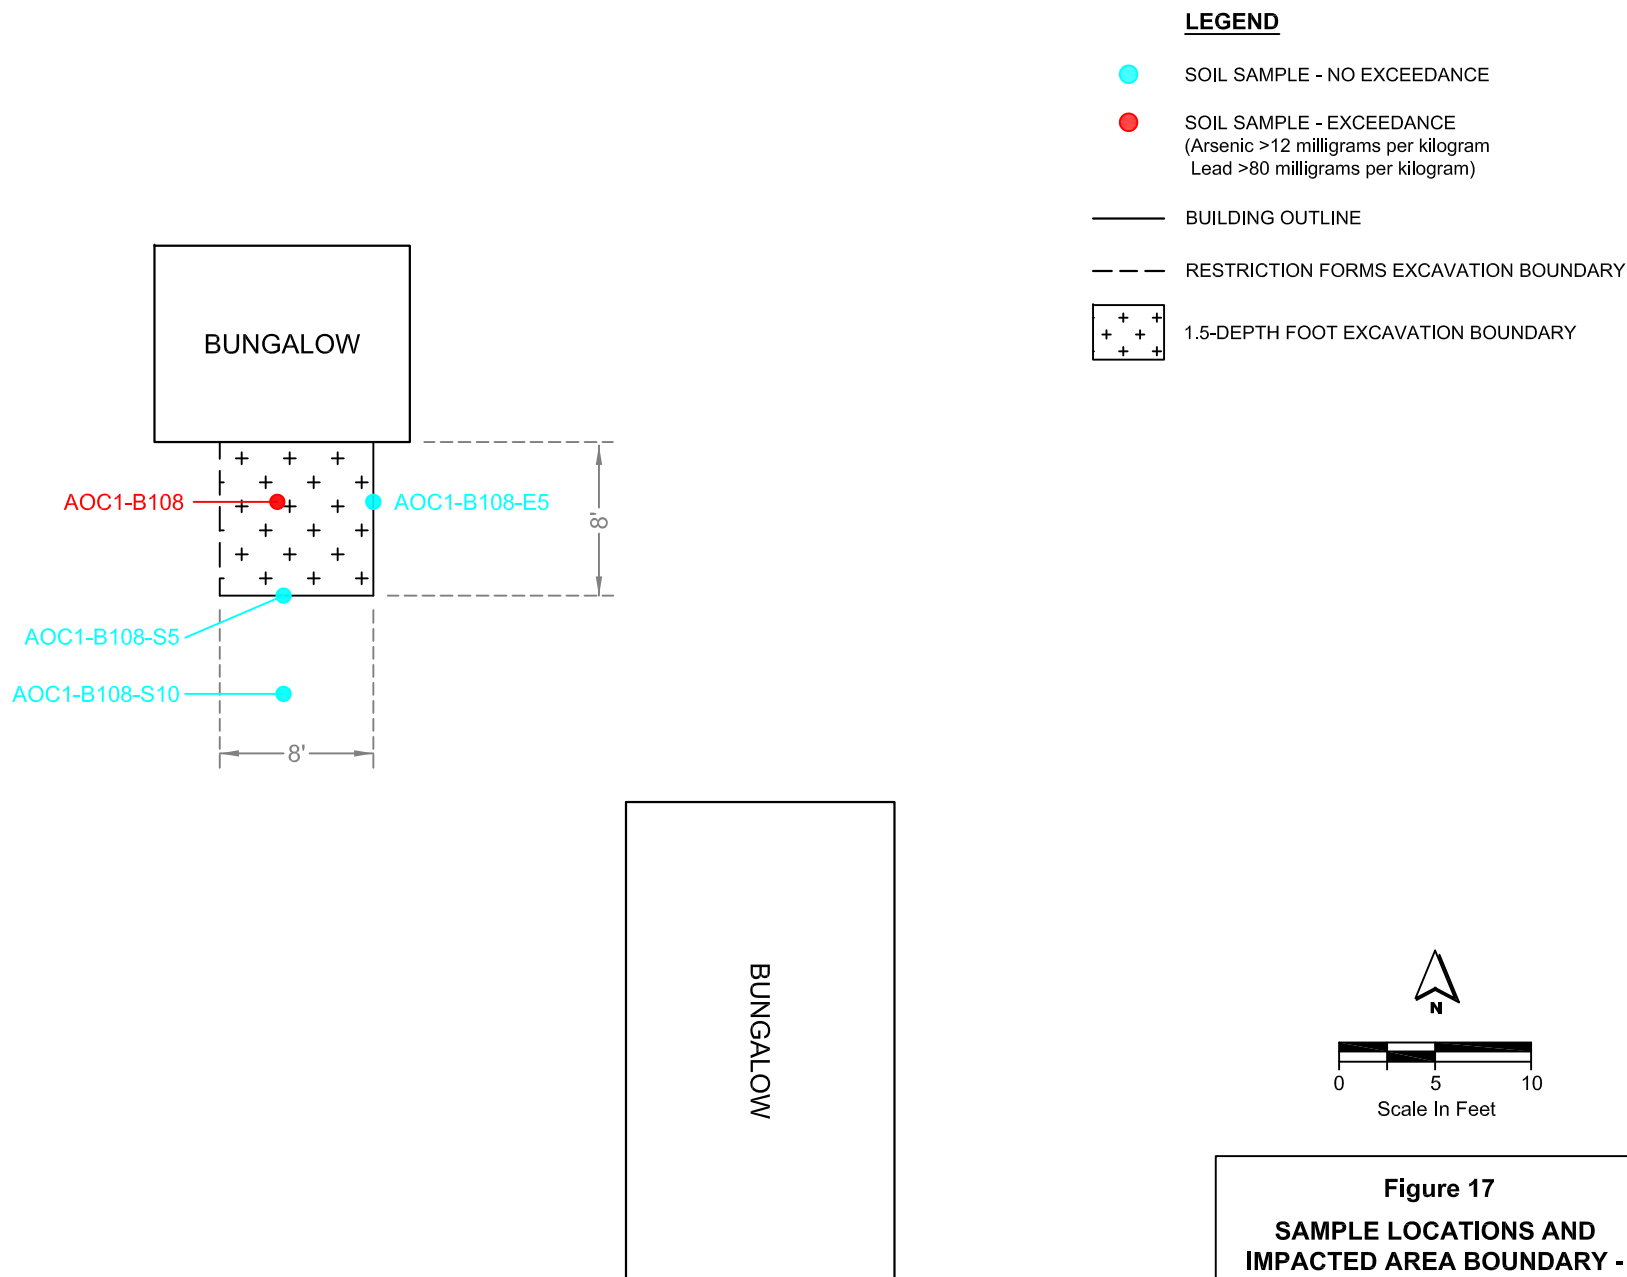 LEGEND
SOIL SAMPLE - NO EXCEEDANCE
SOIL SAMPLE - EXCEEDANCE
(Arsenic >12 milligrams per kilogram
Lead >80 milligrams per kilogram)
BUILDING OUTLINE
RESTRICTION FORMS EXCAVATION BOUNDARY
1.5-DEPTH FOOT EXCAVATION BOUNDARY
BUNGALOW
AOC1-B108
AOC1-B108-E5
8'
AOC1-B108-S5
AOC1-B108-S10
8'
BUNGALOW
N
0 5 10
Scale In Feet
Figure 17
SAMPLE LOCATIONS AND
IMPACTED AREA BOUNDARY -